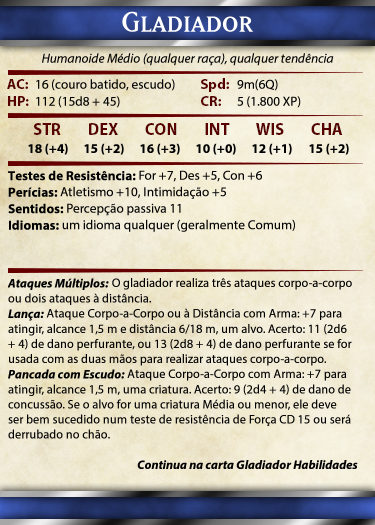 GLADIADOR
Humanoide Médio (qualquer raça), qualquer tendência
AC: 16 (couro batido, escudo) Spd: 9m(6Q)
HP: 112 (15d8 + 45) CR: 5 (1.800 XP)
STR DEX CON INT WIS CHA
18 (+4) 15 (+2) 16 (+3) 10 (+0) 12 (+1) 15 (+2)
Testes de Resistência: For +7, Des +5, Con +6
Perícias: Atletismo +10, Intimidação +5
Sentidos: Percepção passiva 11
Idiomas: um idioma qualquer (geralmente Comum)
Ataques Múltiplos: O gladiador realiza três ataques corpo-a-corpo
ou dois ataques à distância.
Lança: Ataque Corpo-a-Corpo ou à Distância com Arma: +7 para
atingir, alcance 1,5 m e distância 6/18 m, um alvo. Acerto: 11 (2d6
+ 4) de dano perfurante, ou 13 (2d8 + 4) de dano perfurante se for
usada com as duas mãos para realizar ataques corpo-a-corpo.
Pancada com Escudo: Ataque Corpo-a-Corpo com Arma: +7 para
atingir, alcance 1,5 m, uma criatura. Acerto: 9 (2d4 + 4) de dano de
concussão. Se o alvo for uma criatura Média ou menor, ele deve
ser bem sucedido num teste de resistência de Força CD 15 ou será
derrubado no chão.
Continua na carta Gladiador Habilidades